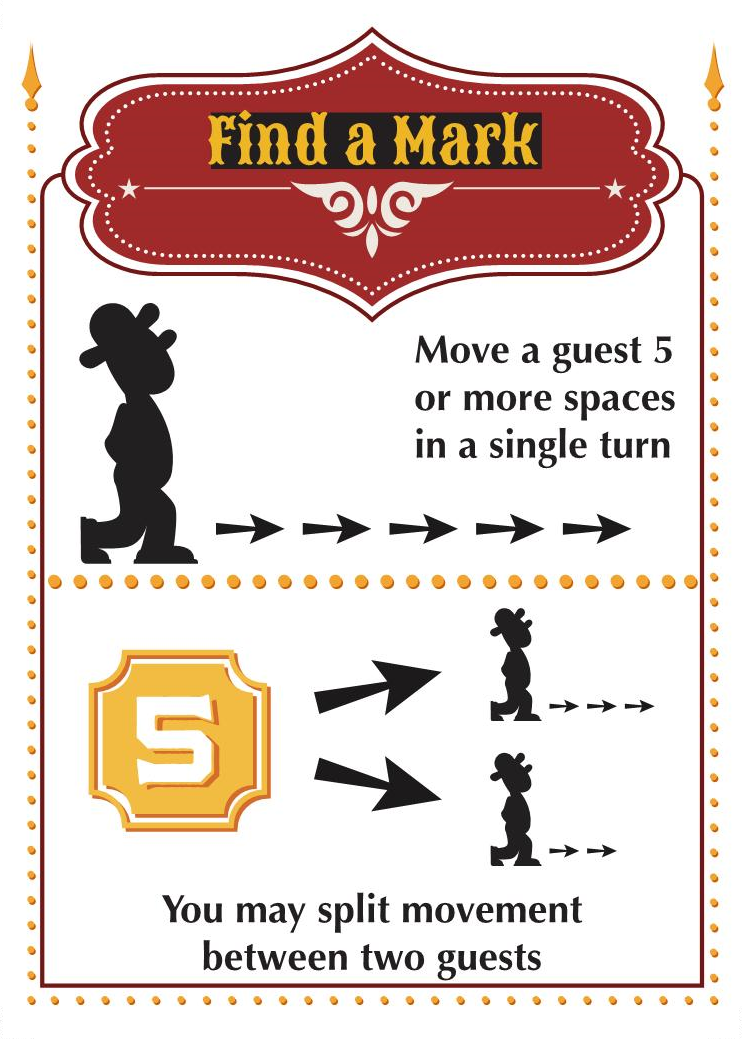 Find a Mark
Move a guest 5
or more spaces
in a single turn
5
You may split movement
between two guests